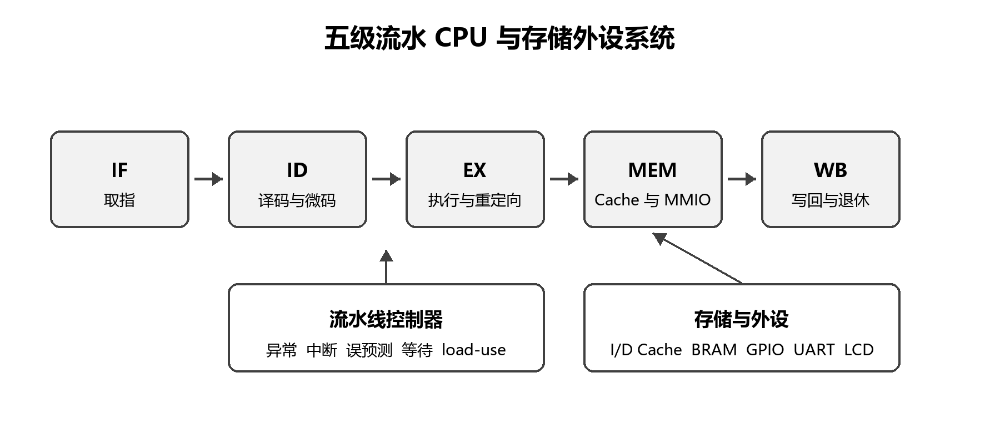 五级流水 CPU 与存储外设系统
IF
取指
ID
译码与微码
EX
执行与重定向
MEM
Cache 与 MMIO
WB
写回与退休
流水线控制器
异常 中断 误预测 等待 load-use
存储与外设
I/D Cache BRAM GPIO UART LCD